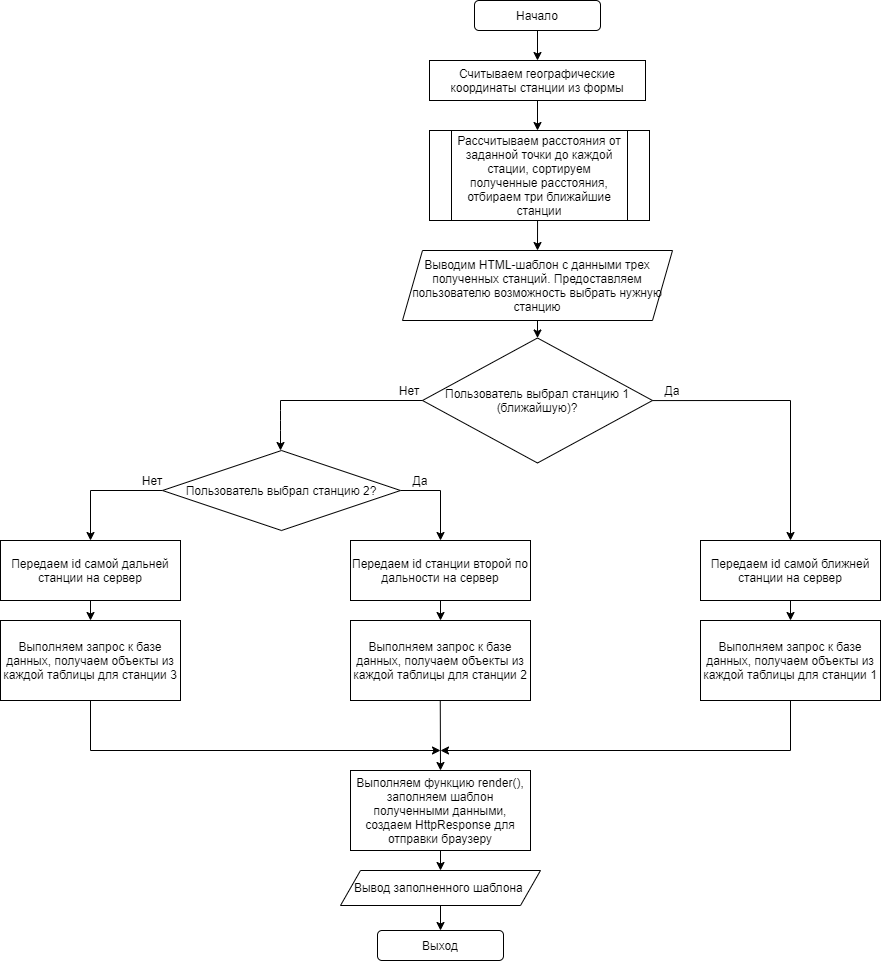 Начало
Считываем географические
координаты станции из формы
Рассчитываем расстояния от
заданной точки до каждой
стации, сортируем
полученные расстояния,
отбираем три ближайшие
станции
Выводим HTML-шаблон с данными трех
полученных станций. Предоставляем
пользователю возможность выбрать нужную
станцию
Нет
Пользователь выбрал станцию 1
(ближайшую)?
Да
Нет
Пользователь выбрал станцию 2?
Да
Передаем id самой дальней
станции на сервер
Передаем id станции второй по
дальности на сервер
Передаем id самой ближней
станции на сервер
Выполняем запрос к базе
данных, получаем объекты из
каждой таблицы для станции 3
Выполняем запрос к базе
данных, получаем объекты из
каждой таблицы для станции 2
Выполняем запрос к базе
данных, получаем объекты из
каждой таблицы для станции 1
Выполняем функцию render(),
заполняем шаблон
полученными данными,
создаем HttpResponse для
отправки браузеру
Вывод заполненного шаблона
Выход